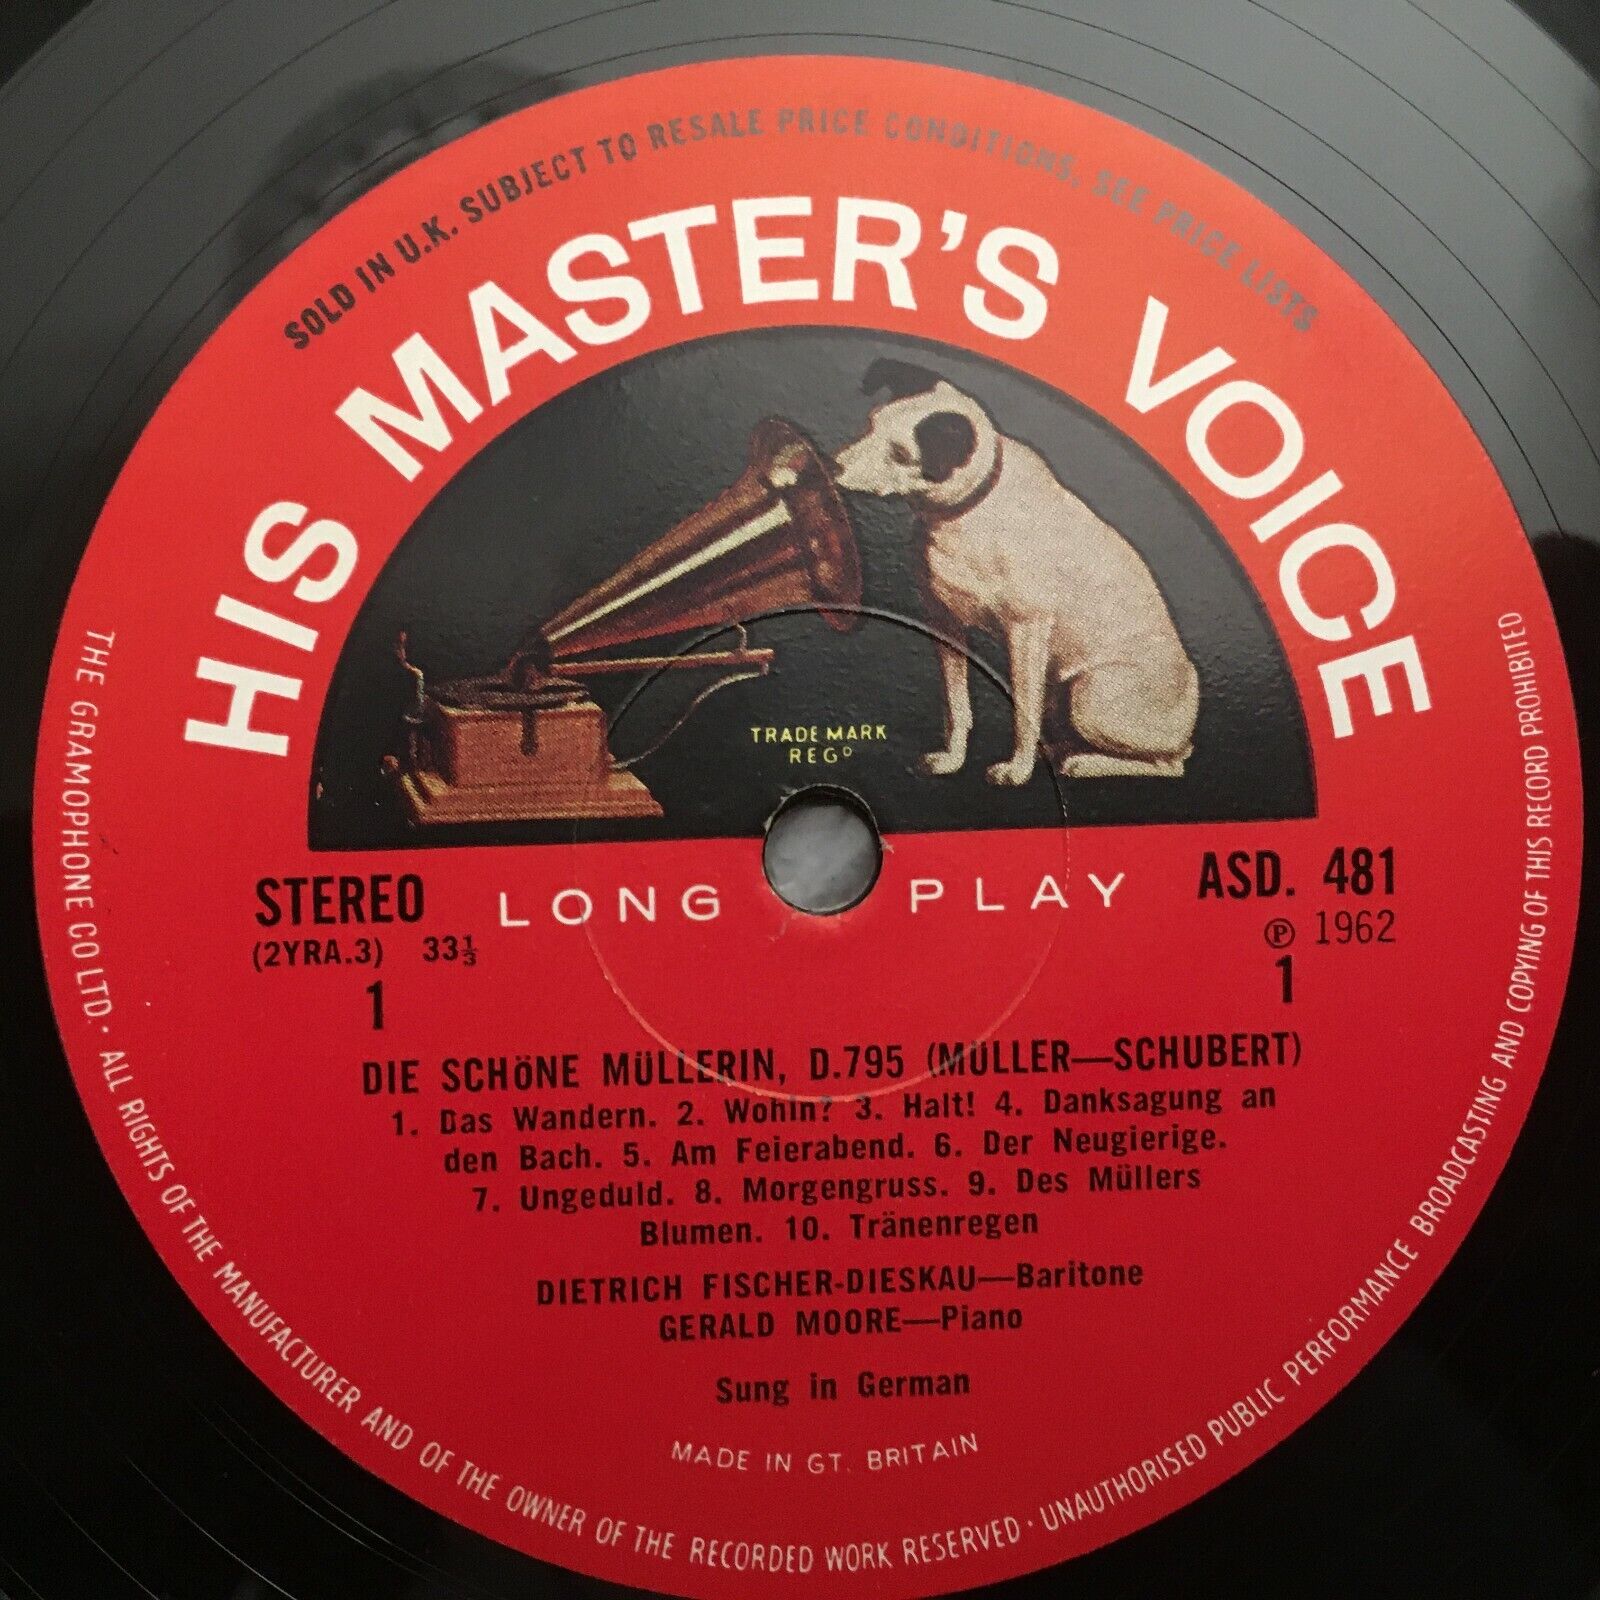 SOLD IN U.K. SUBJECT TO RESALE PRICE CONDITIONS, SEE PRICE LISTS
HIS MASTER'S VOICE
TRADE MARK
REGD
STEREO
(2YRA.3) 33⅓
1
LONG PLAY
ASD. 481
℗ 1962
1
DIE SCHÖNE MÜLLERIN, D.795 (MÜLLER—SCHUBERT)
1. Das Wandern. 2. Wohin? 3. Halt! 4. Danksagung an
den Bach. 5. Am Feierabend. 6. Der Neugierige.
7. Ungeduld. 8. Morgengruss. 9. Des Müllers
Blumen. 10. Tränenregen
DIETRICH FISCHER-DIESKAU—Baritone
GERALD MOORE—Piano
Sung in German
MADE IN GT. BRITAIN
THE GRAMOPHONE CO LTD. · ALL RIGHTS OF THE MANUFACTURER AND OF THE OWNER OF THE RECORDED WORK RESERVED · UNAUTHORISED PUBLIC PERFORMANCE BROADCASTING AND COPYING OF THIS RECORD PROHIBITED